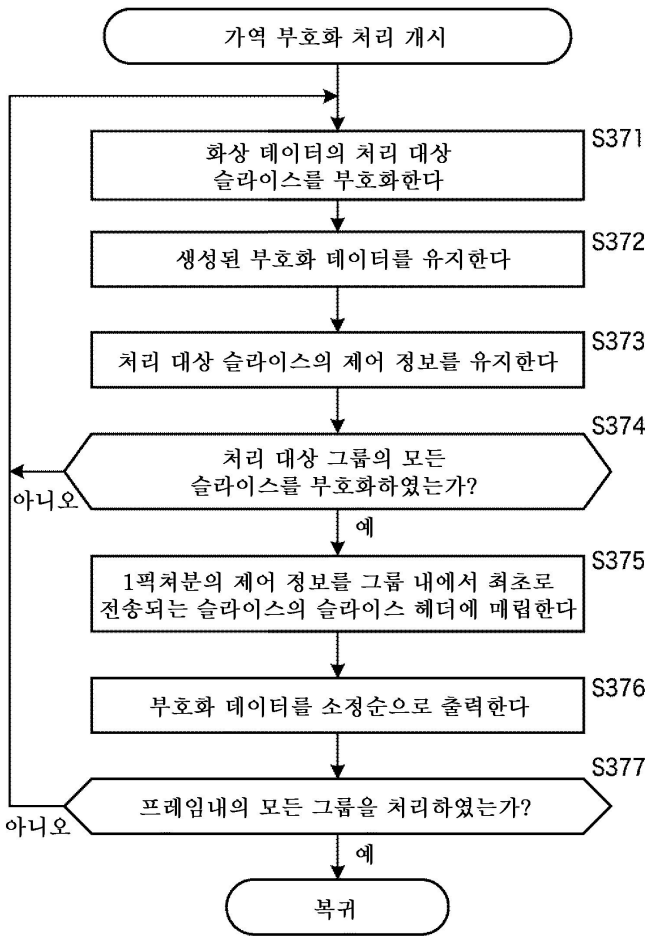 가역 부호화 처리 개시
S371
화상 데이터의 처리 대상
슬라이스를 부호화한다
S372
생성된 부호화 데이터를 유지한다
S373
처리 대상 슬라이스의 제어 정보를 유지한다
S374
처리 대상 그룹의 모든
슬라이스를 부호화하였는가?
아니오
예
S375
1픽쳐분의 제어 정보를 그룹 내에서 최초로
전송되는 슬라이스의 슬라이스 헤더에 매립한다
S376
부호화 데이터를 소정순으로 출력한다
S377
프레임내의 모든 그룹을 처리하였는가?
아니오
예
복귀